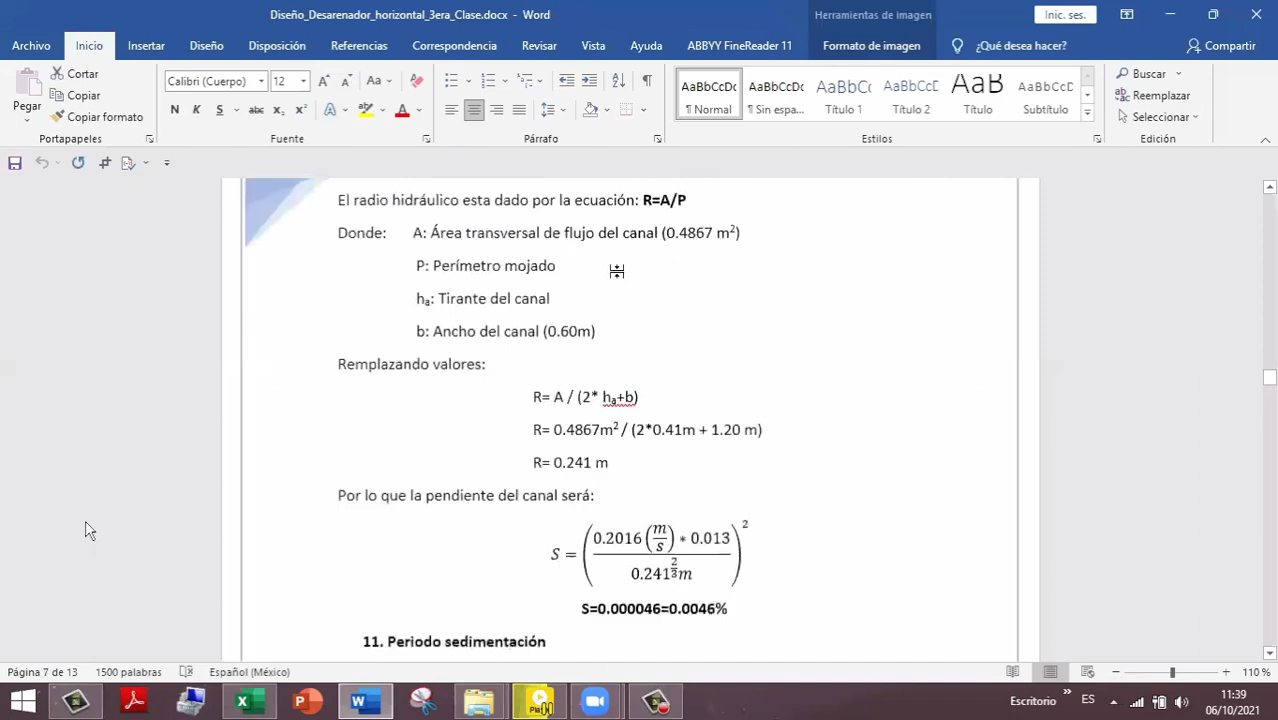 Diseño_Desarenador_horizontal_3era_Clase.docx - Word
Herramientas de imagen
Inic. ses.
Archivo Inicio Insertar Diseño Disposición Referencias Correspondencia Revisar Vista Ayuda ABBYY FineReader 11 Formato de imagen ¿Qué desea hacer? Compartir
Pegar
Cortar
Copiar
Copiar formato
Portapapeles
Calibri (Cuerpo) 12
N K S abc x₂ x²
Fuente
Párrafo
AaBbCcDc AaBbCcDc AaBbCcD AaBbCcD AaB AaBbCcD
¶ Normal ¶ Sin espa... Título 1 Título 2 Título Subtítulo
Estilos
Buscar
Reemplazar
Seleccionar
Edición
El radio hidráulico esta dado por la ecuación: R=A/P
Donde: A: Área transversal de flujo del canal (0.4867 m²)
P: Perímetro mojado
hₐ: Tirante del canal
b: Ancho del canal (0.60m)
Remplazando valores:
R= A / (2* hₐ+b)
R= 0.4867m² / (2*0.41m + 1.20 m)
R= 0.241 m
Por lo que la pendiente del canal será:
S = (0.2016 (m/s) * 0.013 / 0.241^(2/3) m)²
S=0.000046=0.0046%
11. Periodo sedimentación
Página 7 de 13 1500 palabras Español (México) 110 %
Escritorio ES 11:39
06/10/2021